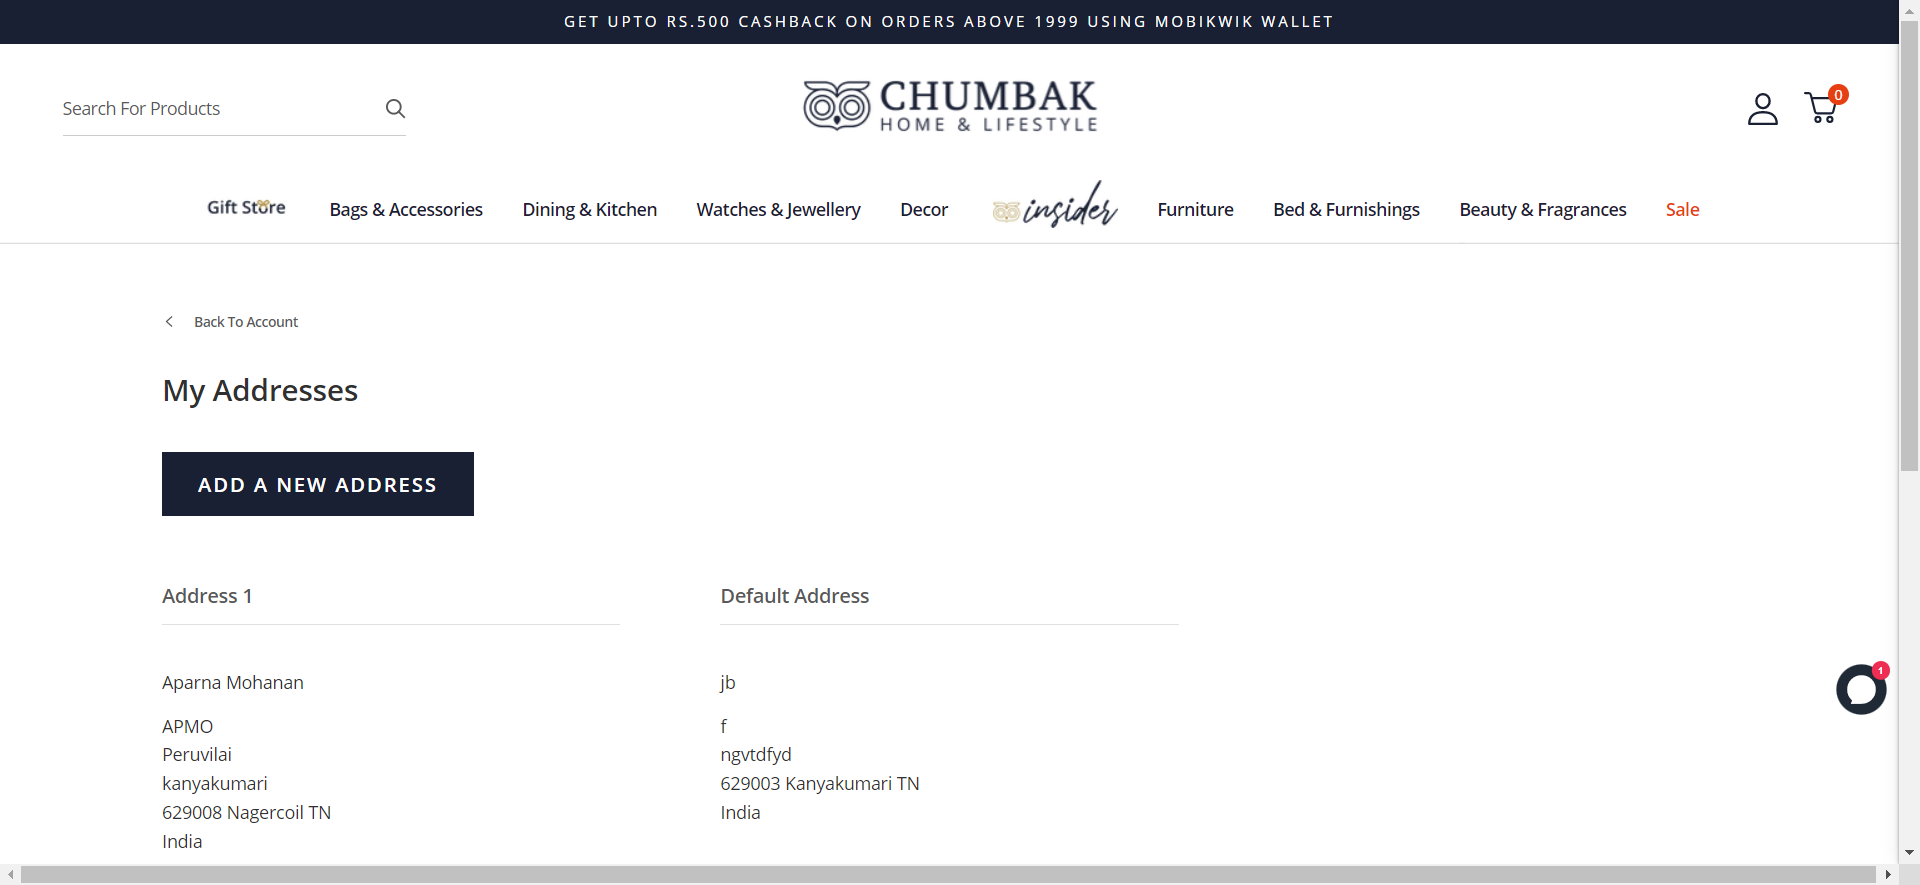 GET UPTO RS.500 CASHBACK ON ORDERS ABOVE 1999 USING MOBIKWIK WALLET
Search For Products
CHUMBAK
HOME & LIFESTYLE
0
Gift Store
Bags & Accessories
Dining & Kitchen
Watches & Jewellery
Decor
insider
Furniture
Bed & Furnishings
Beauty & Fragrances
Sale
Back To Account
My Addresses
ADD A NEW ADDRESS
Address 1
Aparna Mohanan
APMO
Peruvilai
kanyakumari
629008 Nagercoil TN
India
Default Address
jb
f
ngvtdfyd
629003 Kanyakumari TN
India
1